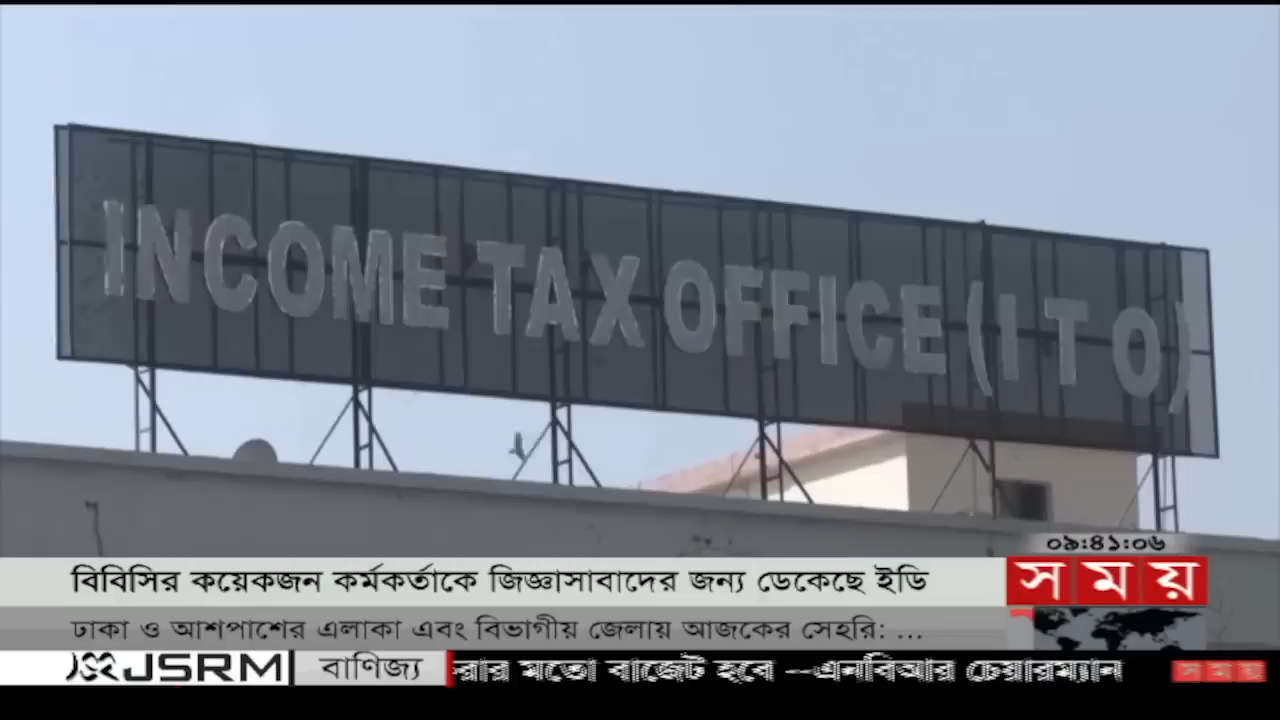 INCOME TAX OFFICE (I T O)
০৯:৪১:০৬
বিবিসির কয়েকজন কর্মকর্তাকে জিজ্ঞাসাবাদের জন্য ডেকেছে ইডি
সময়
ঢাকা ও আশপাশের এলাকা এবং বিভাগীয় জেলায় আজকের সেহরি: ...
JSRM
বাণিজ্য
রার মতো বাজেট হবে --এনবিআর চেয়ারম্যান
সময়